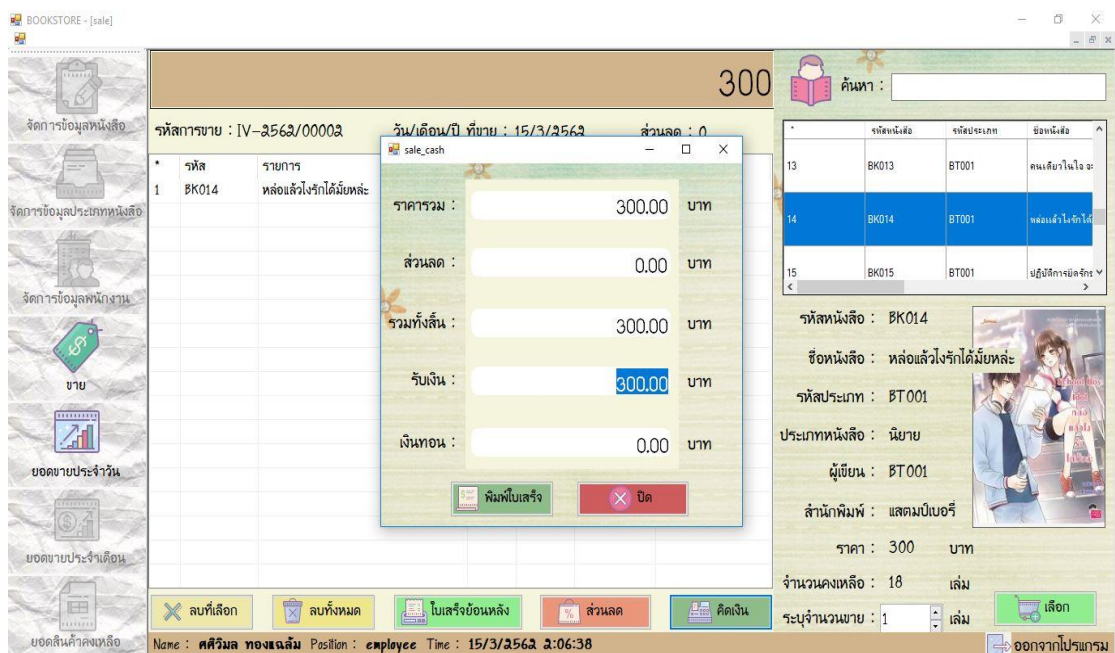 BOOKSTORE - [sale]
จัดการข้อมูลหนังสือ
จัดการข้อมูลประเภทหนังสือ
จัดการข้อมูลพนักงาน
ขาย
ยอดขายประจำวัน
ยอดขายประจำเดือน
ยอดสินค้าคงเหลือ
300
รหัสการขาย : IV-2562/00002 วัน/เดือน/ปี ที่ขาย : 15/3/2562 ส่วนลด : 0
* รหัส รายการ
1 BK014 หล่อแล้วไงรักได้มั้ยหล่ะ
sale_cash
ราคารวม : 300.00 บาท
ส่วนลด : 0.00 บาท
รวมทั้งสิ้น : 300.00 บาท
รับเงิน : 300.00 บาท
เงินทอน : 0.00 บาท
พิมพ์ใบเสร็จ ปิด
ลบที่เลือก ลบทั้งหมด ใบเสร็จย้อนหลัง ส่วนลด คิดเงิน
ค้นหา :
* รหัสหนังสือ รหัสประเภท ชื่อหนังสือ
13 BK013 BT001 คนเดียวในใจ
14 BK014 BT001 หล่อแล้วไงรักได้
15 BK015 BT001
รหัสหนังสือ : BK014
ชื่อหนังสือ : หล่อแล้วไงรักได้มั้ยหล่ะ
รหัสประเภท : BT001
ประเภทหนังสือ : นิยาย
ผู้เขียน : BT001
สำนักพิมพ์ : แสตมป์เบอรี่
ราคา : 300 บาท
จำนวนคงเหลือ : 18 เล่ม
ระบุจำนวนขาย : 1 เล่ม
เลือก
Name : ศศิวิมล ทองแฉล้ม Position : employee Time : 15/3/2562 2:06:38
ออกจากโปรแกรม